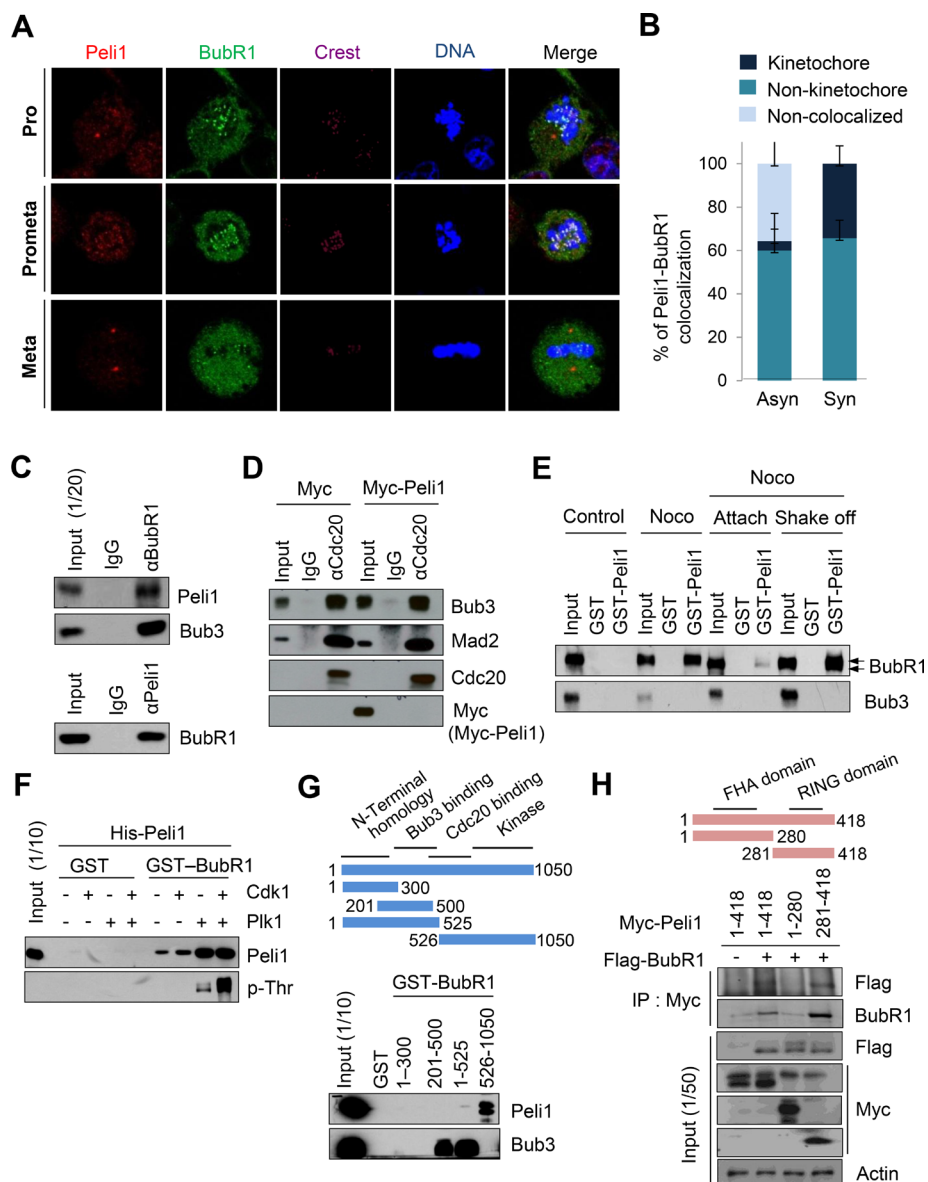 A
Peli1 BubR1 Crest DNA Merge
Pro
Prometa
Meta
B
Kinetochore
Non-kinetochore
Non-colocalized
% of Peli1-BubR1
colocalization
100
80
60
40
20
0
Asyn Syn
C
Input (1/20)
IgG
αBubR1
Peli1
Bub3
Input
IgG
αPeli1
BubR1
D
Myc Myc-Peli1
Input IgG αCdc20 Input IgG αCdc20
Bub3
Mad2
Cdc20
Myc
(Myc-Peli1)
E
Noco
Control Noco Attach Shake off
Input GST GST-Peli1 Input GST GST-Peli1 Input GST GST-Peli1 Input GST GST-Peli1
BubR1
Bub3
F
His-Peli1
Input (1/10)
GST GST–BubR1
- + - + - + - + Cdk1
- - + + - - + + Plk1
Peli1
p-Thr
G
N-Terminal
homology
Bub3 binding
Cdc20 binding
Kinase
1 1050
1 300
201 500
1 525
526 1050
GST-BubR1
Input (1/10)
GST
1–300
201-500
1-525
526-1050
Peli1
Bub3
H
FHA domain
RING domain
1 418
1 280
281 418
Myc-Peli1 1-418 1-418 1-280 281-418
Flag-BubR1 - + + +
IP : Myc
Flag
BubR1
Input (1/50)
Flag
Myc
Actin